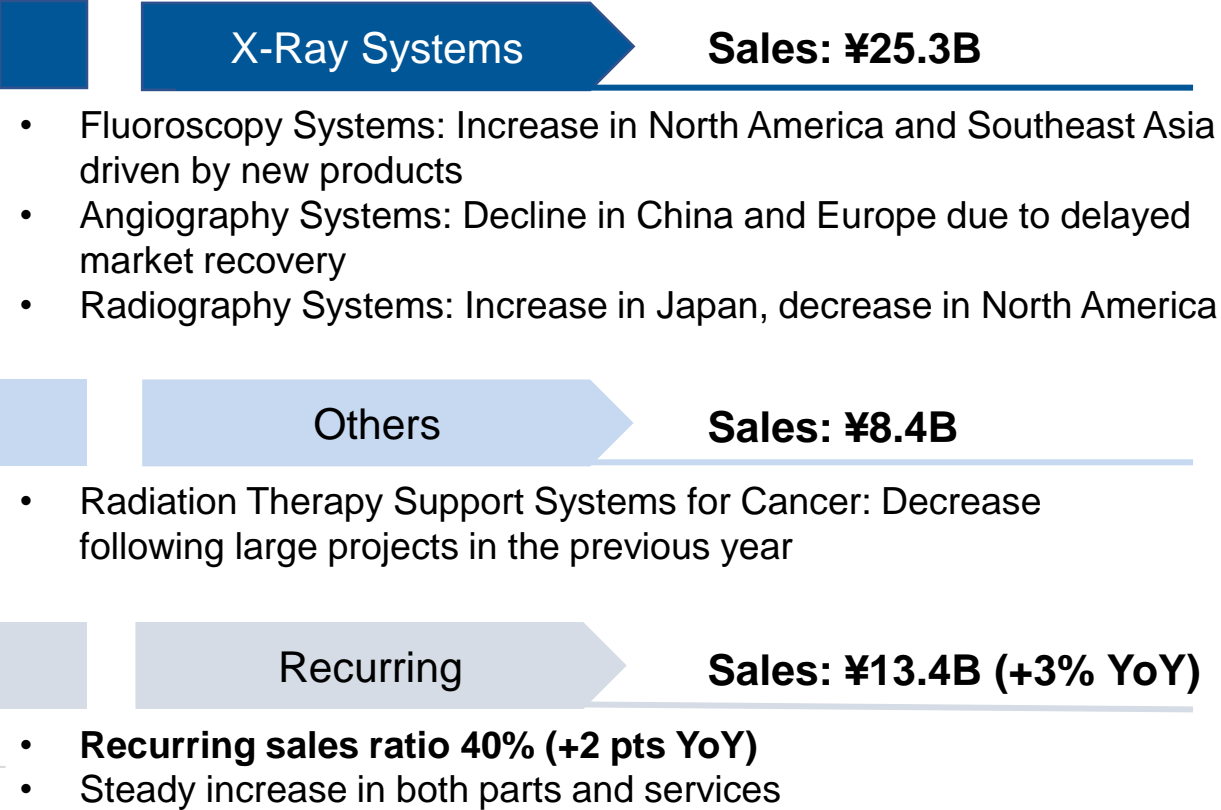 X-Ray Systems
Sales: ¥25.3B
• Fluoroscopy Systems: Increase in North America and Southeast Asia
driven by new products
• Angiography Systems: Decline in China and Europe due to delayed
market recovery
• Radiography Systems: Increase in Japan, decrease in North America
Others
Sales: ¥8.4B
• Radiation Therapy Support Systems for Cancer: Decrease
following large projects in the previous year
Recurring
Sales: ¥13.4B (+3% YoY)
• Recurring sales ratio 40% (+2 pts YoY)
• Steady increase in both parts and services